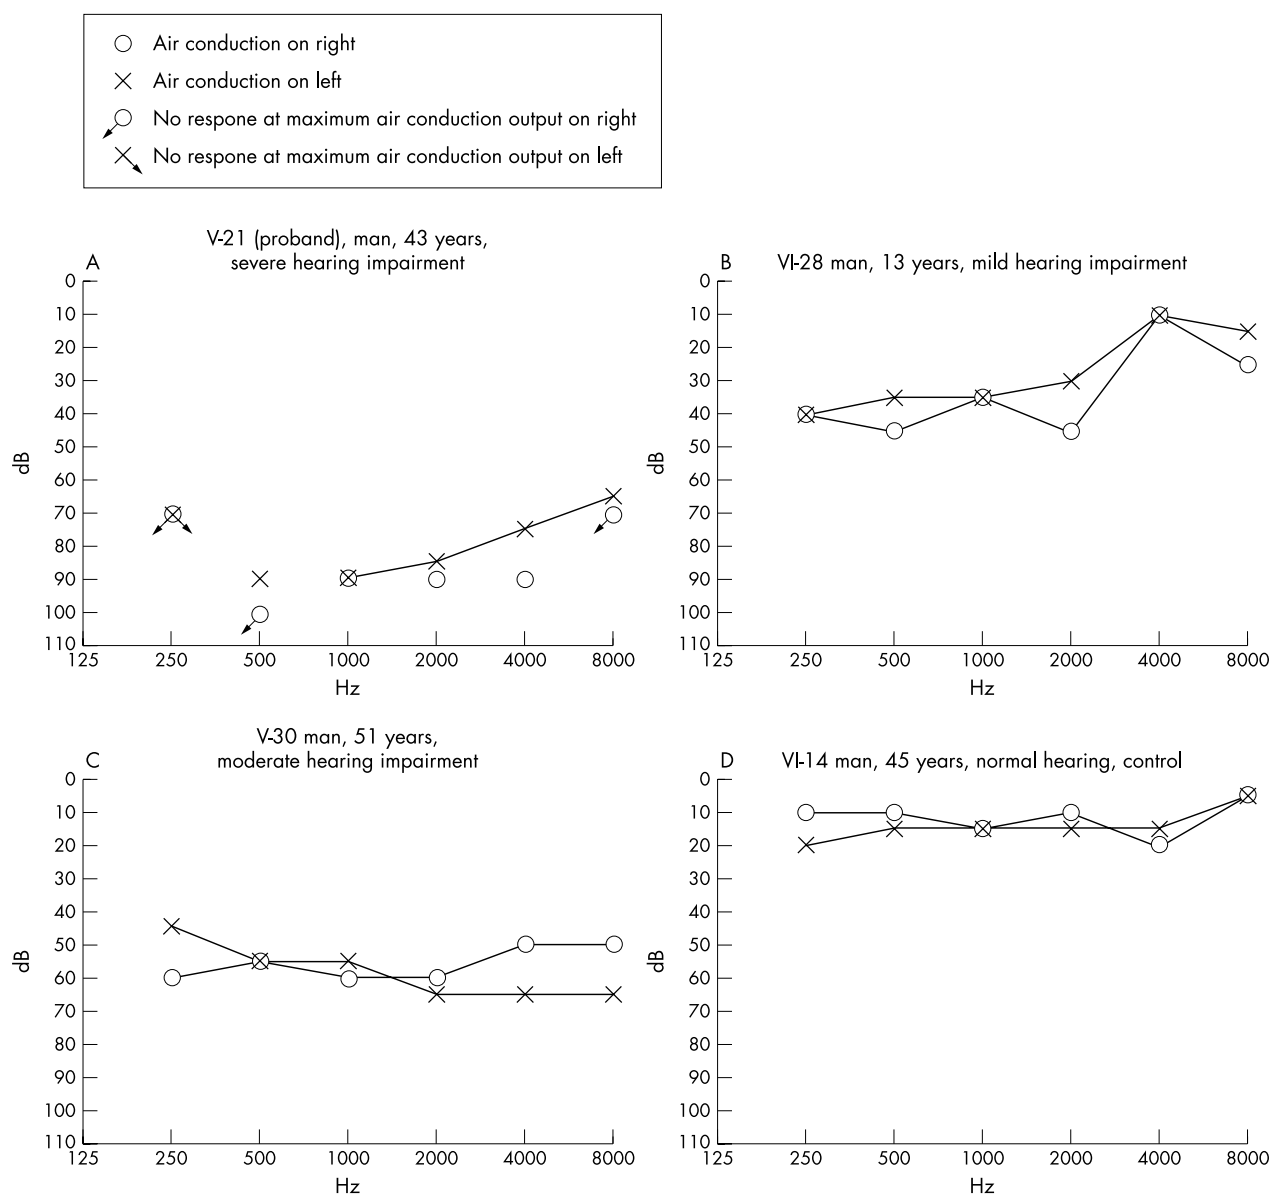 Air conduction on right
Air conduction on left
No respone at maximum air conduction output on right
No respone at maximum air conduction output on left
V-21 (proband), man, 43 years,
A severe hearing impairment
0
10
20
30
40
50
60
70
80
90
100
110
dB
125 250 500 1000 2000 4000 8000
Hz
B VI-28 man, 13 years, mild hearing impairment
0
10
20
30
40
50
60
70
80
90
100
110
dB
125 250 500 1000 2000 4000 8000
Hz
V-30 man, 51 years,
C moderate hearing impairment
0
10
20
30
40
50
60
70
80
90
100
110
dB
125 250 500 1000 2000 4000 8000
Hz
D VI-14 man, 45 years, normal hearing, control
0
10
20
30
40
50
60
70
80
90
100
110
dB
125 250 500 1000 2000 4000 8000
Hz